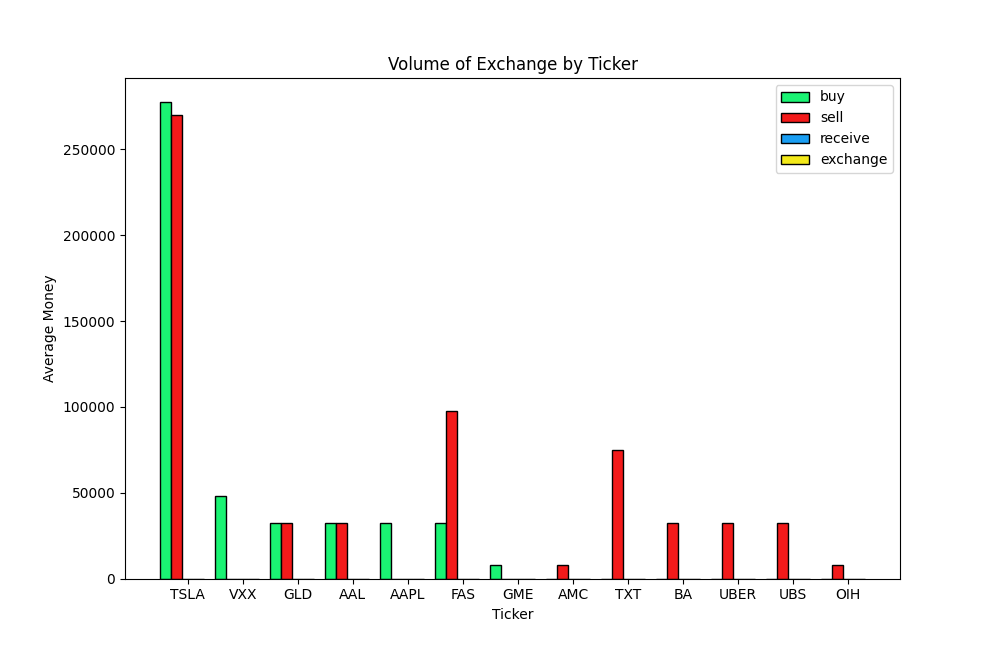 Volume of Exchange by Ticker
buy
sell
receive
exchange
Average Money
250000
200000
150000
100000
50000
0
TSLA VXX GLD AAL AAPL FAS GME AMC TXT BA UBER UBS OIH
Ticker